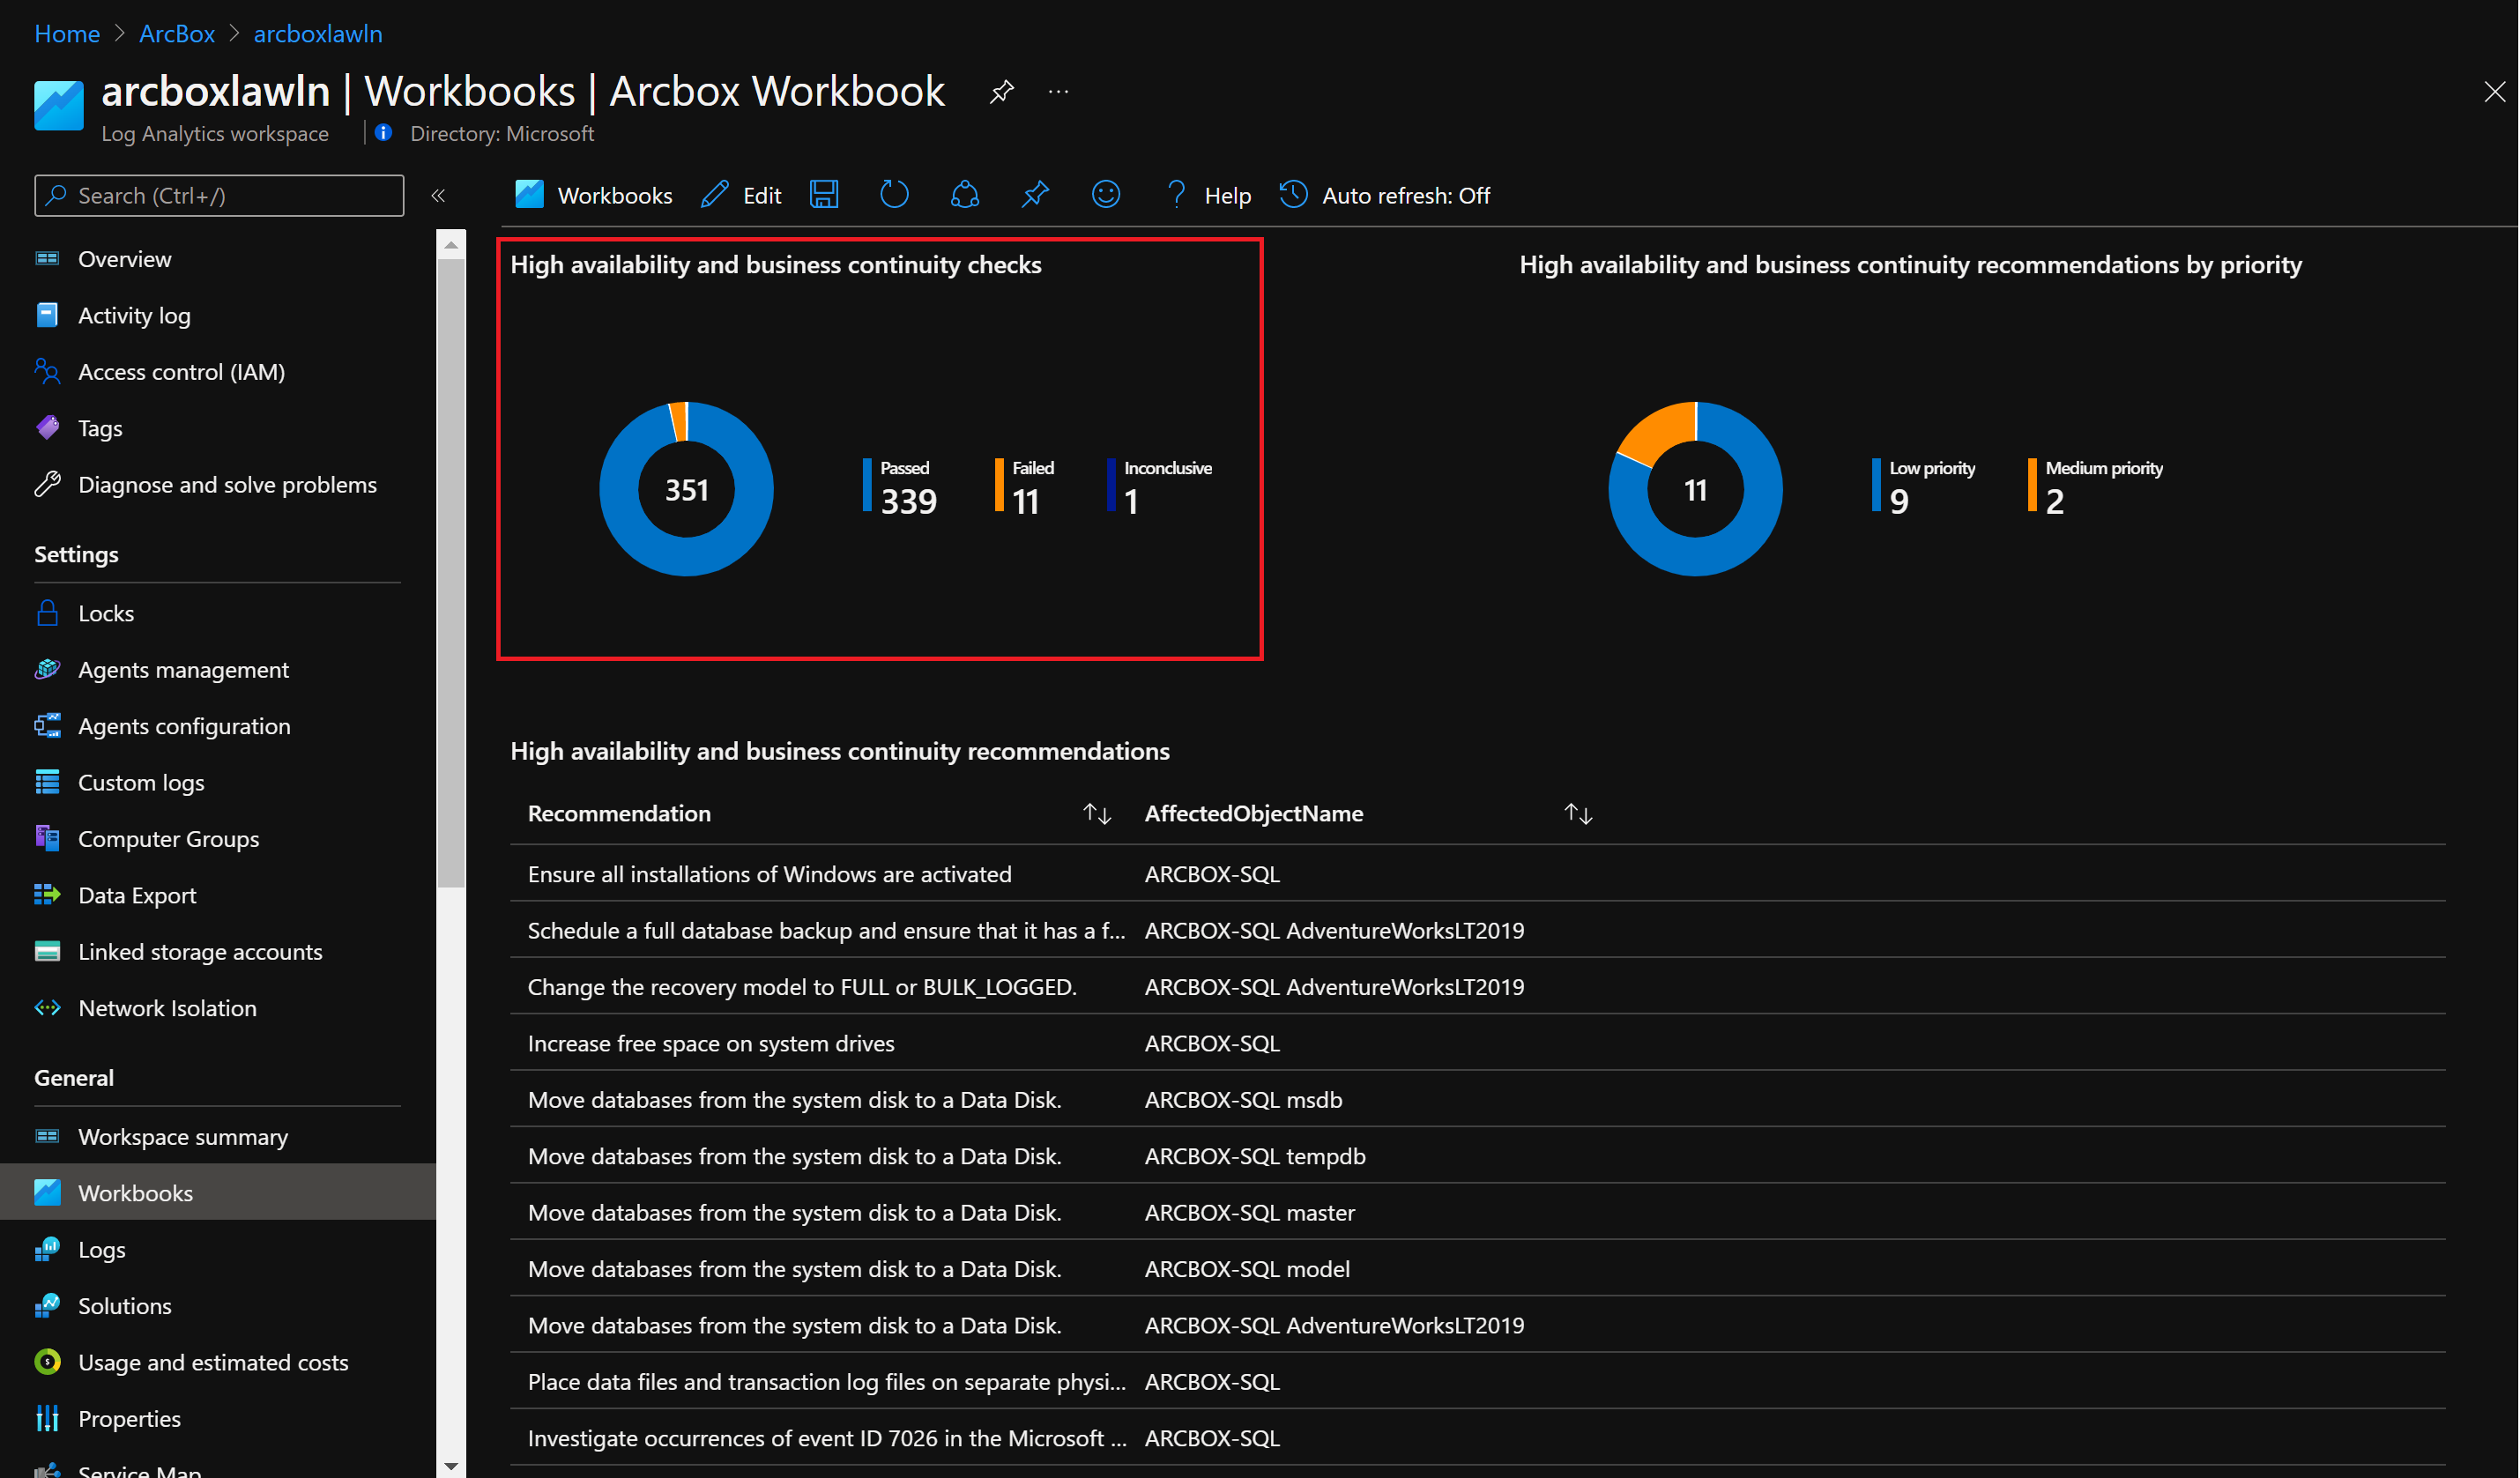 Home > ArcBox > arcboxlawln
arcboxlawln | Workbooks | Arcbox Workbook
Log Analytics workspace | Directory: Microsoft
Search (Ctrl+/)
Overview
Activity log
Access control (IAM)
Tags
Diagnose and solve problems
Settings
Locks
Agents management
Agents configuration
Custom logs
Computer Groups
Data Export
Linked storage accounts
Network Isolation
General
Workspace summary
Workbooks
Logs
Solutions
Usage and estimated costs
Properties
Service Map
Workbooks Edit Help Auto refresh: Off
High availability and business continuity checks
351
Passed
339
Failed
11
Inconclusive
1
High availability and business continuity recommendations by priority
11
Low priority
9
Medium priority
2
High availability and business continuity recommendations
Recommendation AffectedObjectName
Ensure all installations of Windows are activated ARCBOX-SQL
Schedule a full database backup and ensure that it has a f... ARCBOX-SQL AdventureWorksLT2019
Change the recovery model to FULL or BULK_LOGGED. ARCBOX-SQL AdventureWorksLT2019
Increase free space on system drives ARCBOX-SQL
Move databases from the system disk to a Data Disk. ARCBOX-SQL msdb
Move databases from the system disk to a Data Disk. ARCBOX-SQL tempdb
Move databases from the system disk to a Data Disk. ARCBOX-SQL master
Move databases from the system disk to a Data Disk. ARCBOX-SQL model
Move databases from the system disk to a Data Disk. ARCBOX-SQL AdventureWorksLT2019
Place data files and transaction log files on separate physi... ARCBOX-SQL
Investigate occurrences of event ID 7026 in the Microsoft ... ARCBOX-SQL